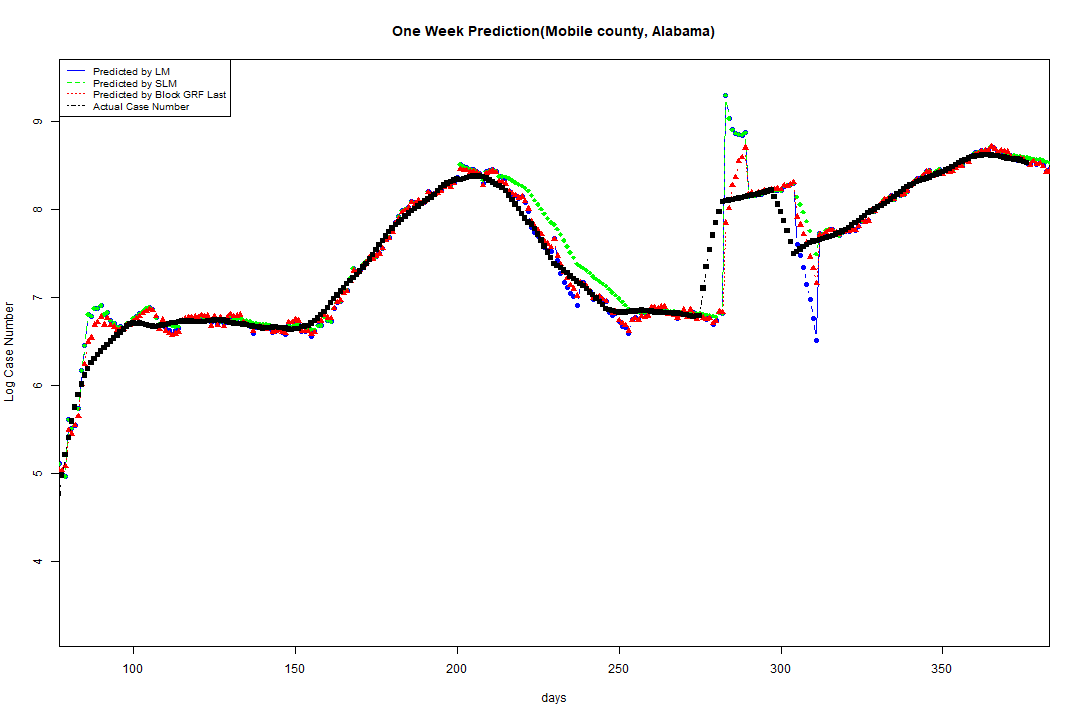 One Week Prediction(Mobile county, Alabama)
Predicted by LM
Predicted by SLM
Predicted by Block GRF Last
Actual Case Number
9
8
7
6
5
4
Log Case Number
100 150 200 250 300 350
days